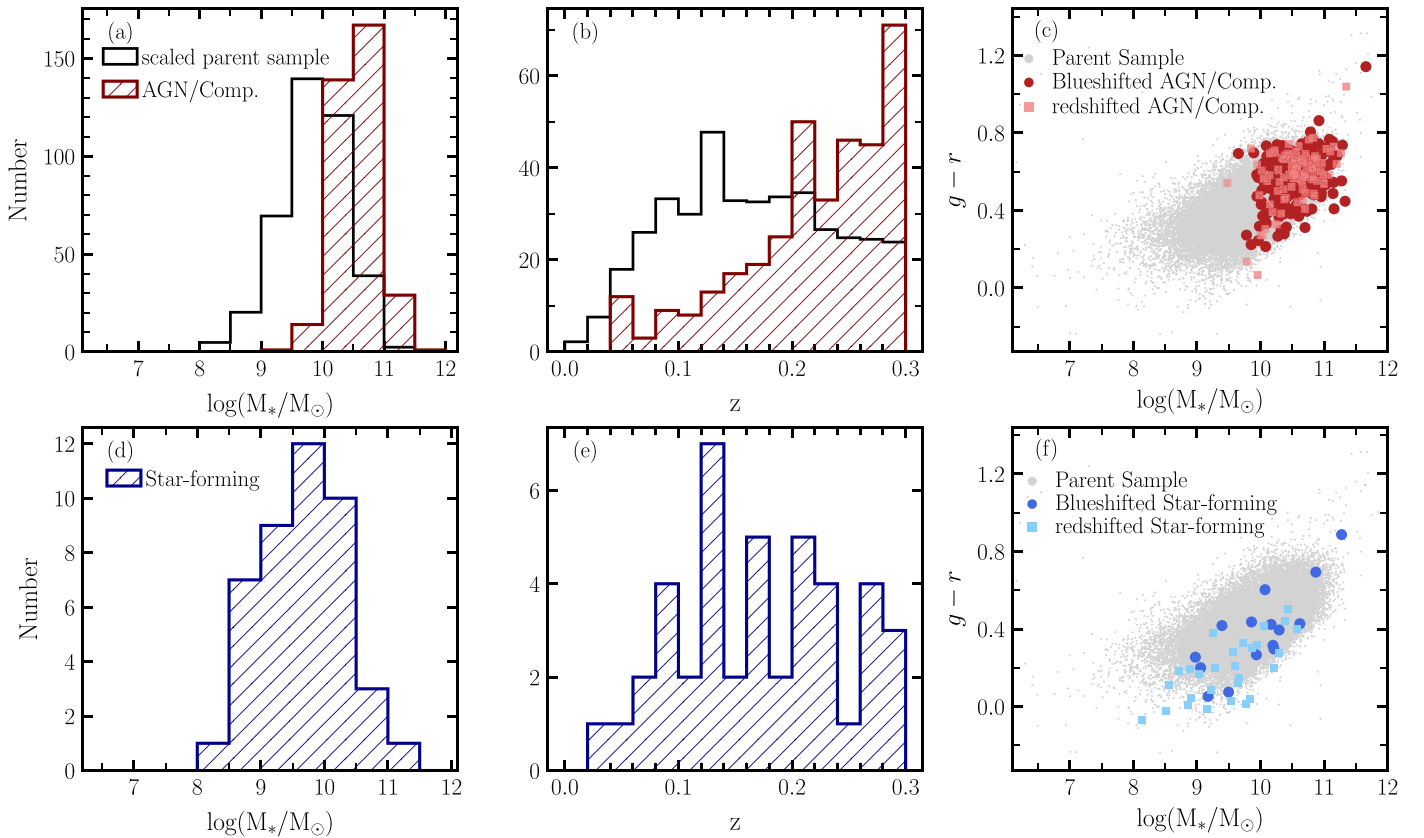 (a)
scaled parent sample
AGN/Comp.
Number
150
100
50
0
7 8 9 10 11 12
log(M*/M⊙)
(b)
60
40
20
0
0.0 0.1 0.2 0.3
z
(c)
Parent Sample
Blueshifted AGN/Comp.
redshifted AGN/Comp.
g − r
1.2
0.8
0.4
0.0
7 8 9 10 11 12
log(M*/M⊙)
(d)
Star-forming
Number
12
10
8
6
4
2
0
7 8 9 10 11 12
log(M*/M⊙)
(e)
6
4
2
0
0.0 0.1 0.2 0.3
z
(f)
Parent Sample
Blueshifted Star-forming
redshifted Star-forming
g − r
1.2
0.8
0.4
0.0
7 8 9 10 11 12
log(M*/M⊙)